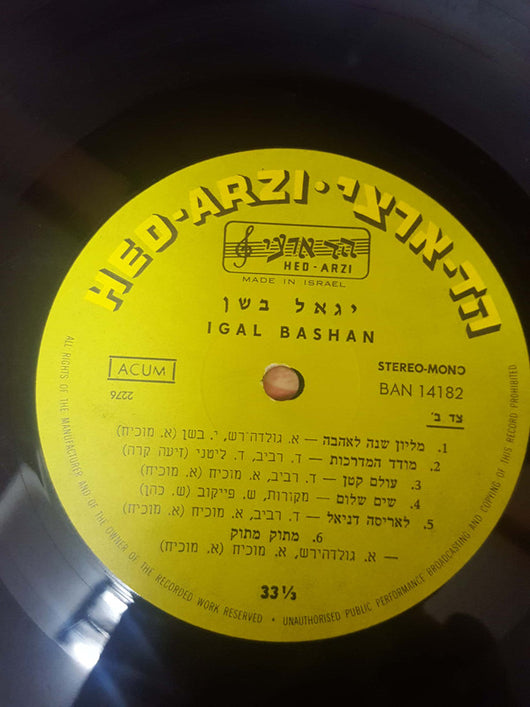 HED-ARZI · הד-ארצי
הד ארצי
HED-ARZI
MADE IN ISRAEL
יגאל בשן
IGAL BASHAN
ACUM
2276
STEREO-MONO
BAN 14182
צד ב'
1. מליון שנה לאהבה — א. גולדהירש, י. בשן (א. מוכיח)
2. מודד המדרכות — ד. רביב, ד. לימני (זיעה קרה)
3. עולם קטן — ד. רביב, א. מוכיח (א. מוכיח)
4. שים שלום — מקורות, ש. פייקוב (ש. כהן)
5. לאריסה דניאל — ד. רביב, א. מוכיח (א. מוכיח)
6. מתוק מתוק
— א. גולדהירש, א. מוכיח (א. מוכיח)
33 1/3
ALL RIGHTS OF THE MANUFACTURER AND OF THE OWNER OF THE RECORDED WORK RESERVED • UNAUTHORISED PUBLIC PERFORMANCE BROADCASTING AND COPYING OF THIS RECORD PROHIBITED